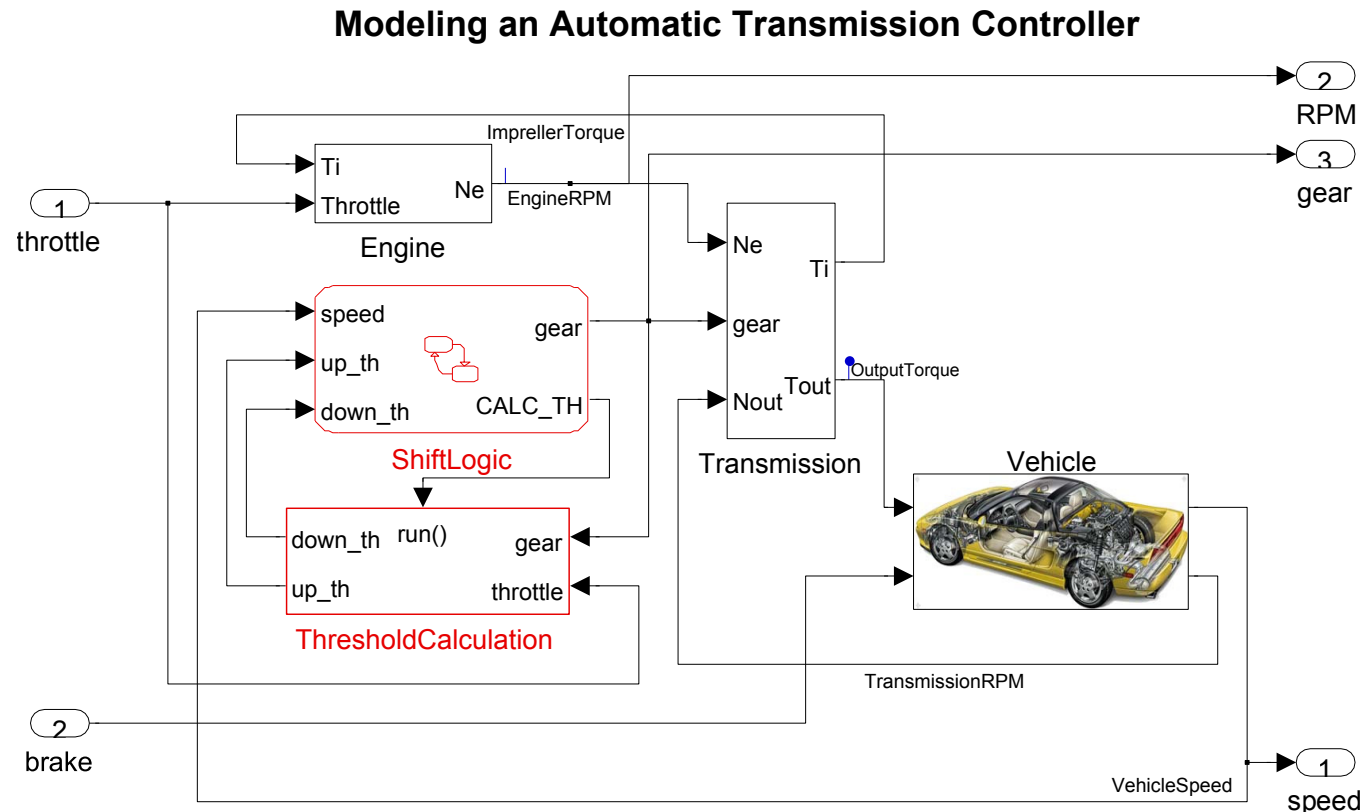 Modeling an Automatic Transmission Controller
2
RPM
ImprellerTorque
3
gear
Ti
Throttle
Ne
EngineRPM
Engine
1
throttle
Ne
gear
Nout
Ti
Tout
OutputTorque
Transmission
speed
up_th
down_th
gear
CALC_TH
ShiftLogic
down_th
up_th
run()
gear
throttle
ThresholdCalculation
Vehicle
TransmissionRPM
2
brake
VehicleSpeed
1
speed